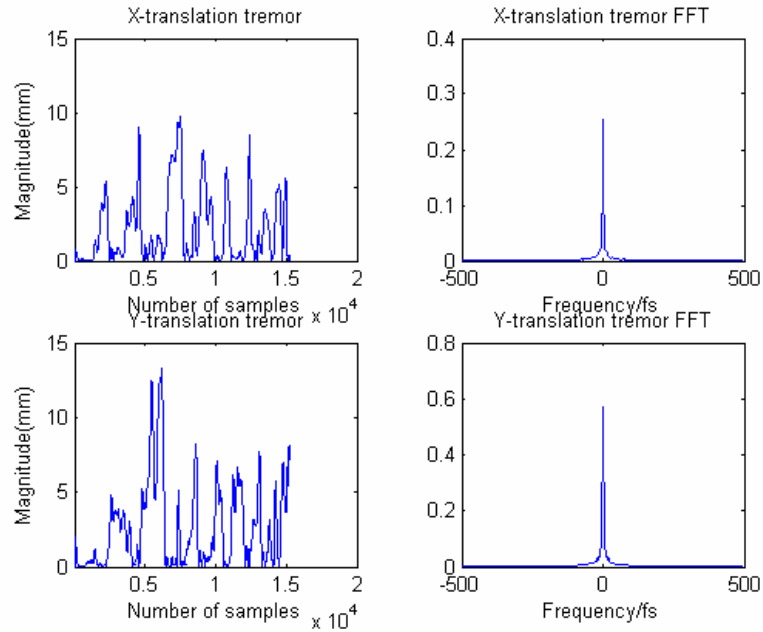 X-translation tremor
15
10
5
0
Magnitude(mm)
0.5 1 1.5 2
Number of samples
x 10^4
X-translation tremor FFT
0.4
0.3
0.2
0.1
0
-500 0 500
Frequency/fs
Y-translation tremor
15
10
5
0
Magnitude(mm)
0.5 1 1.5 2
Number of samples
x 10^4
Y-translation tremor FFT
0.8
0.6
0.4
0.2
0
-500 0 500
Frequency/fs